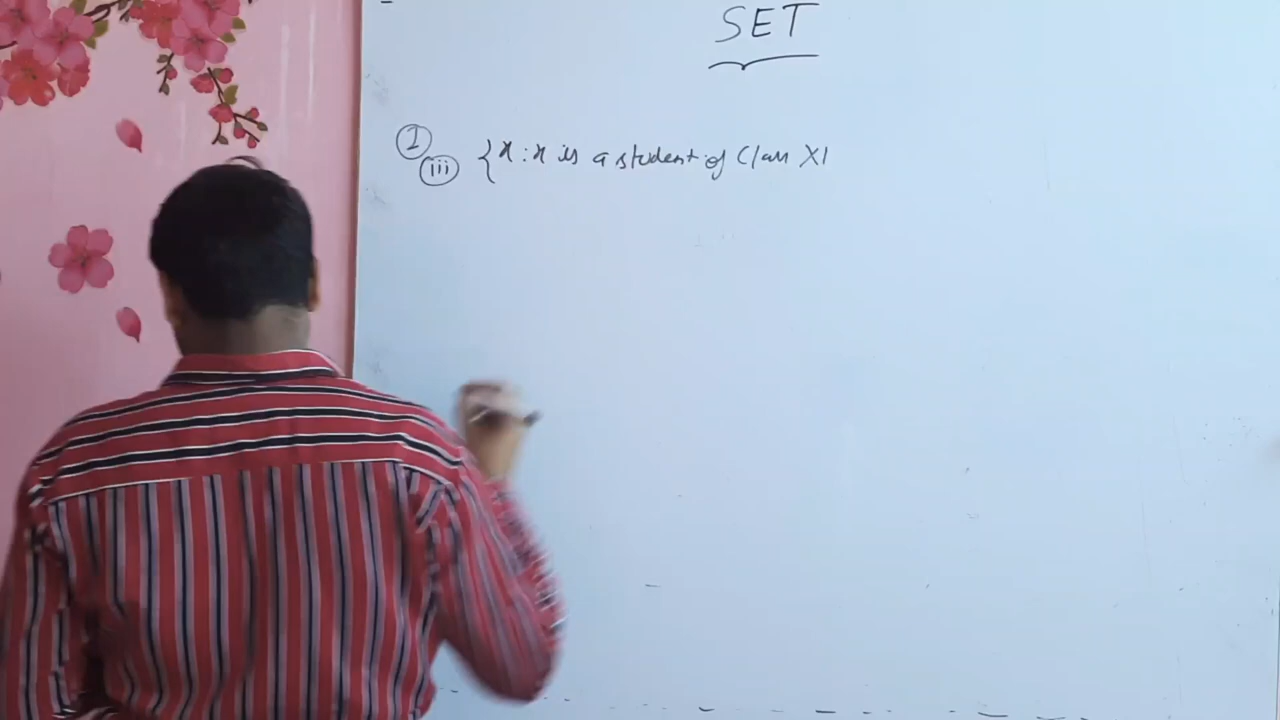 SET
① 
(iii) {x : x is a student of Class XI